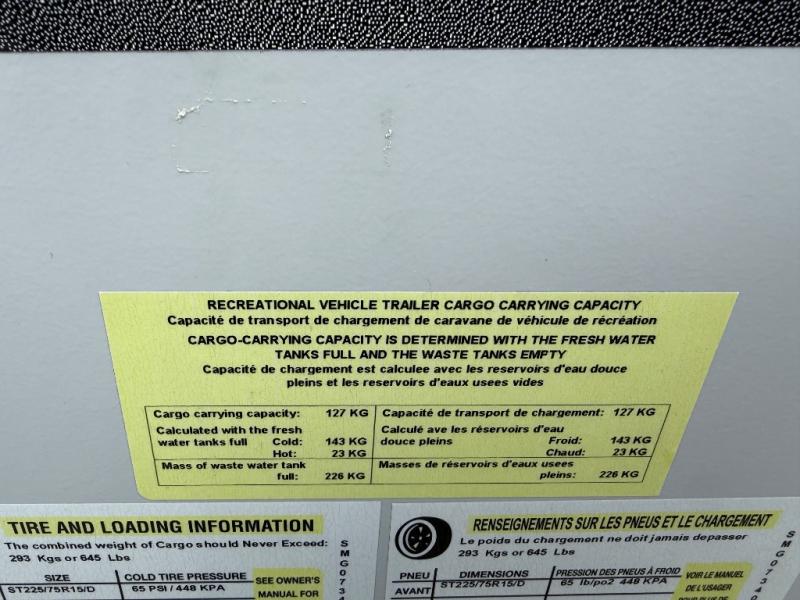 RECREATIONAL VEHICLE TRAILER CARGO CARRYING CAPACITY
Capacité de transport de chargement de caravane de véhicule de récréation
CARGO-CARRYING CAPACITY IS DETERMINED WITH THE FRESH WATER
TANKS FULL AND THE WASTE TANKS EMPTY
Capacité de chargement est calculee avec les reservoirs d'eau douce
pleins et les reservoirs d'eaux usees vides
Cargo carrying capacity: 127 KG
Calculated with the fresh
water tanks full Cold: 143 KG
Hot: 23 KG
Mass of waste water tank
full: 226 KG
Capacité de transport de chargement: 127 KG
Calculé ave les réservoirs d'eau
douce pleins Froid: 143 KG
Chaud: 23 KG
Masses de réservoirs d'eaux usees
pleins: 226 KG
TIRE AND LOADING INFORMATION
The combined weight of Cargo should Never Exceed:
293 Kgs or 645 Lbs
SIZE COLD TIRE PRESSURE SEE OWNER'S
ST225/75R15/D 65 PSI / 448 KPA MANUAL FOR
SMG073
RENSEIGNEMENTS SUR LES PNEUS ET LE CHARGEMENT
Le poids du chargement ne doit jamais depasser
293 Kgs or 645 Lbs
PNEU DIMENSIONS PRESSION DES PNEUS À FROID VOIR LE MANUEL
AVANT ST225/75R15/D 65 lb/po2 448 KPA DE L'USAGER
POUR PLUS DE
SMG0734